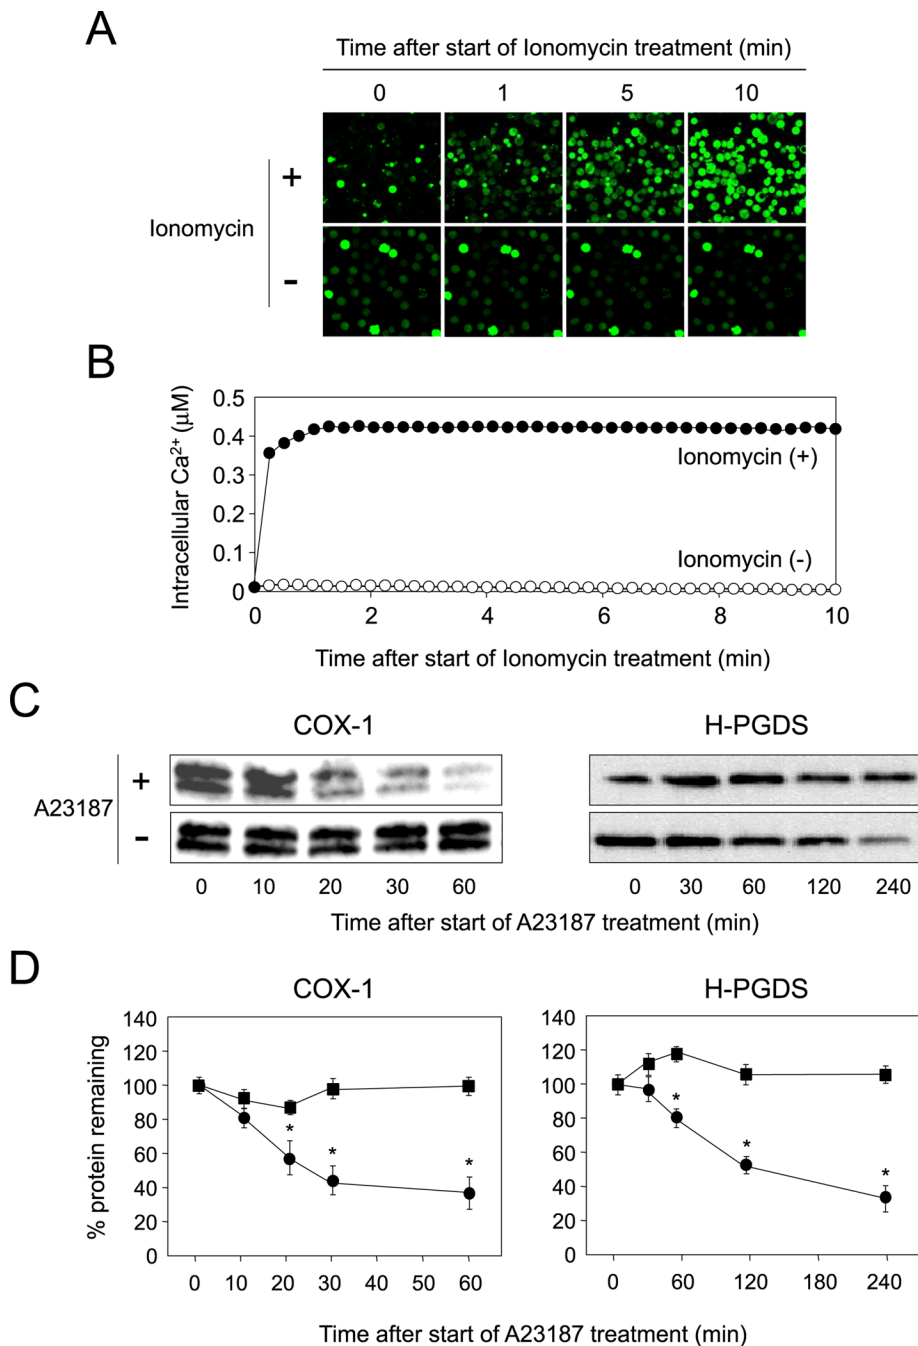 A
Time after start of Ionomycin treatment (min)
0 1 5 10
+
Ionomycin
-
B
0.5
0.4
0.3
0.2
0.1
0
Intracellular Ca²⁺ (μM)
Ionomycin (+)
Ionomycin (-)
0 2 4 6 8 10
Time after start of Ionomycin treatment (min)
C
COX-1 H-PGDS
+
A23187
-
0 10 20 30 60 0 30 60 120 240
Time after start of A23187 treatment (min)
D
COX-1 H-PGDS
140 140
120 120
100 100
80 80
60 60
40 40
20 20
0 0
% protein remaining
* * *
* * *
0 10 20 30 40 50 60 0 60 120 180 240
Time after start of A23187 treatment (min)